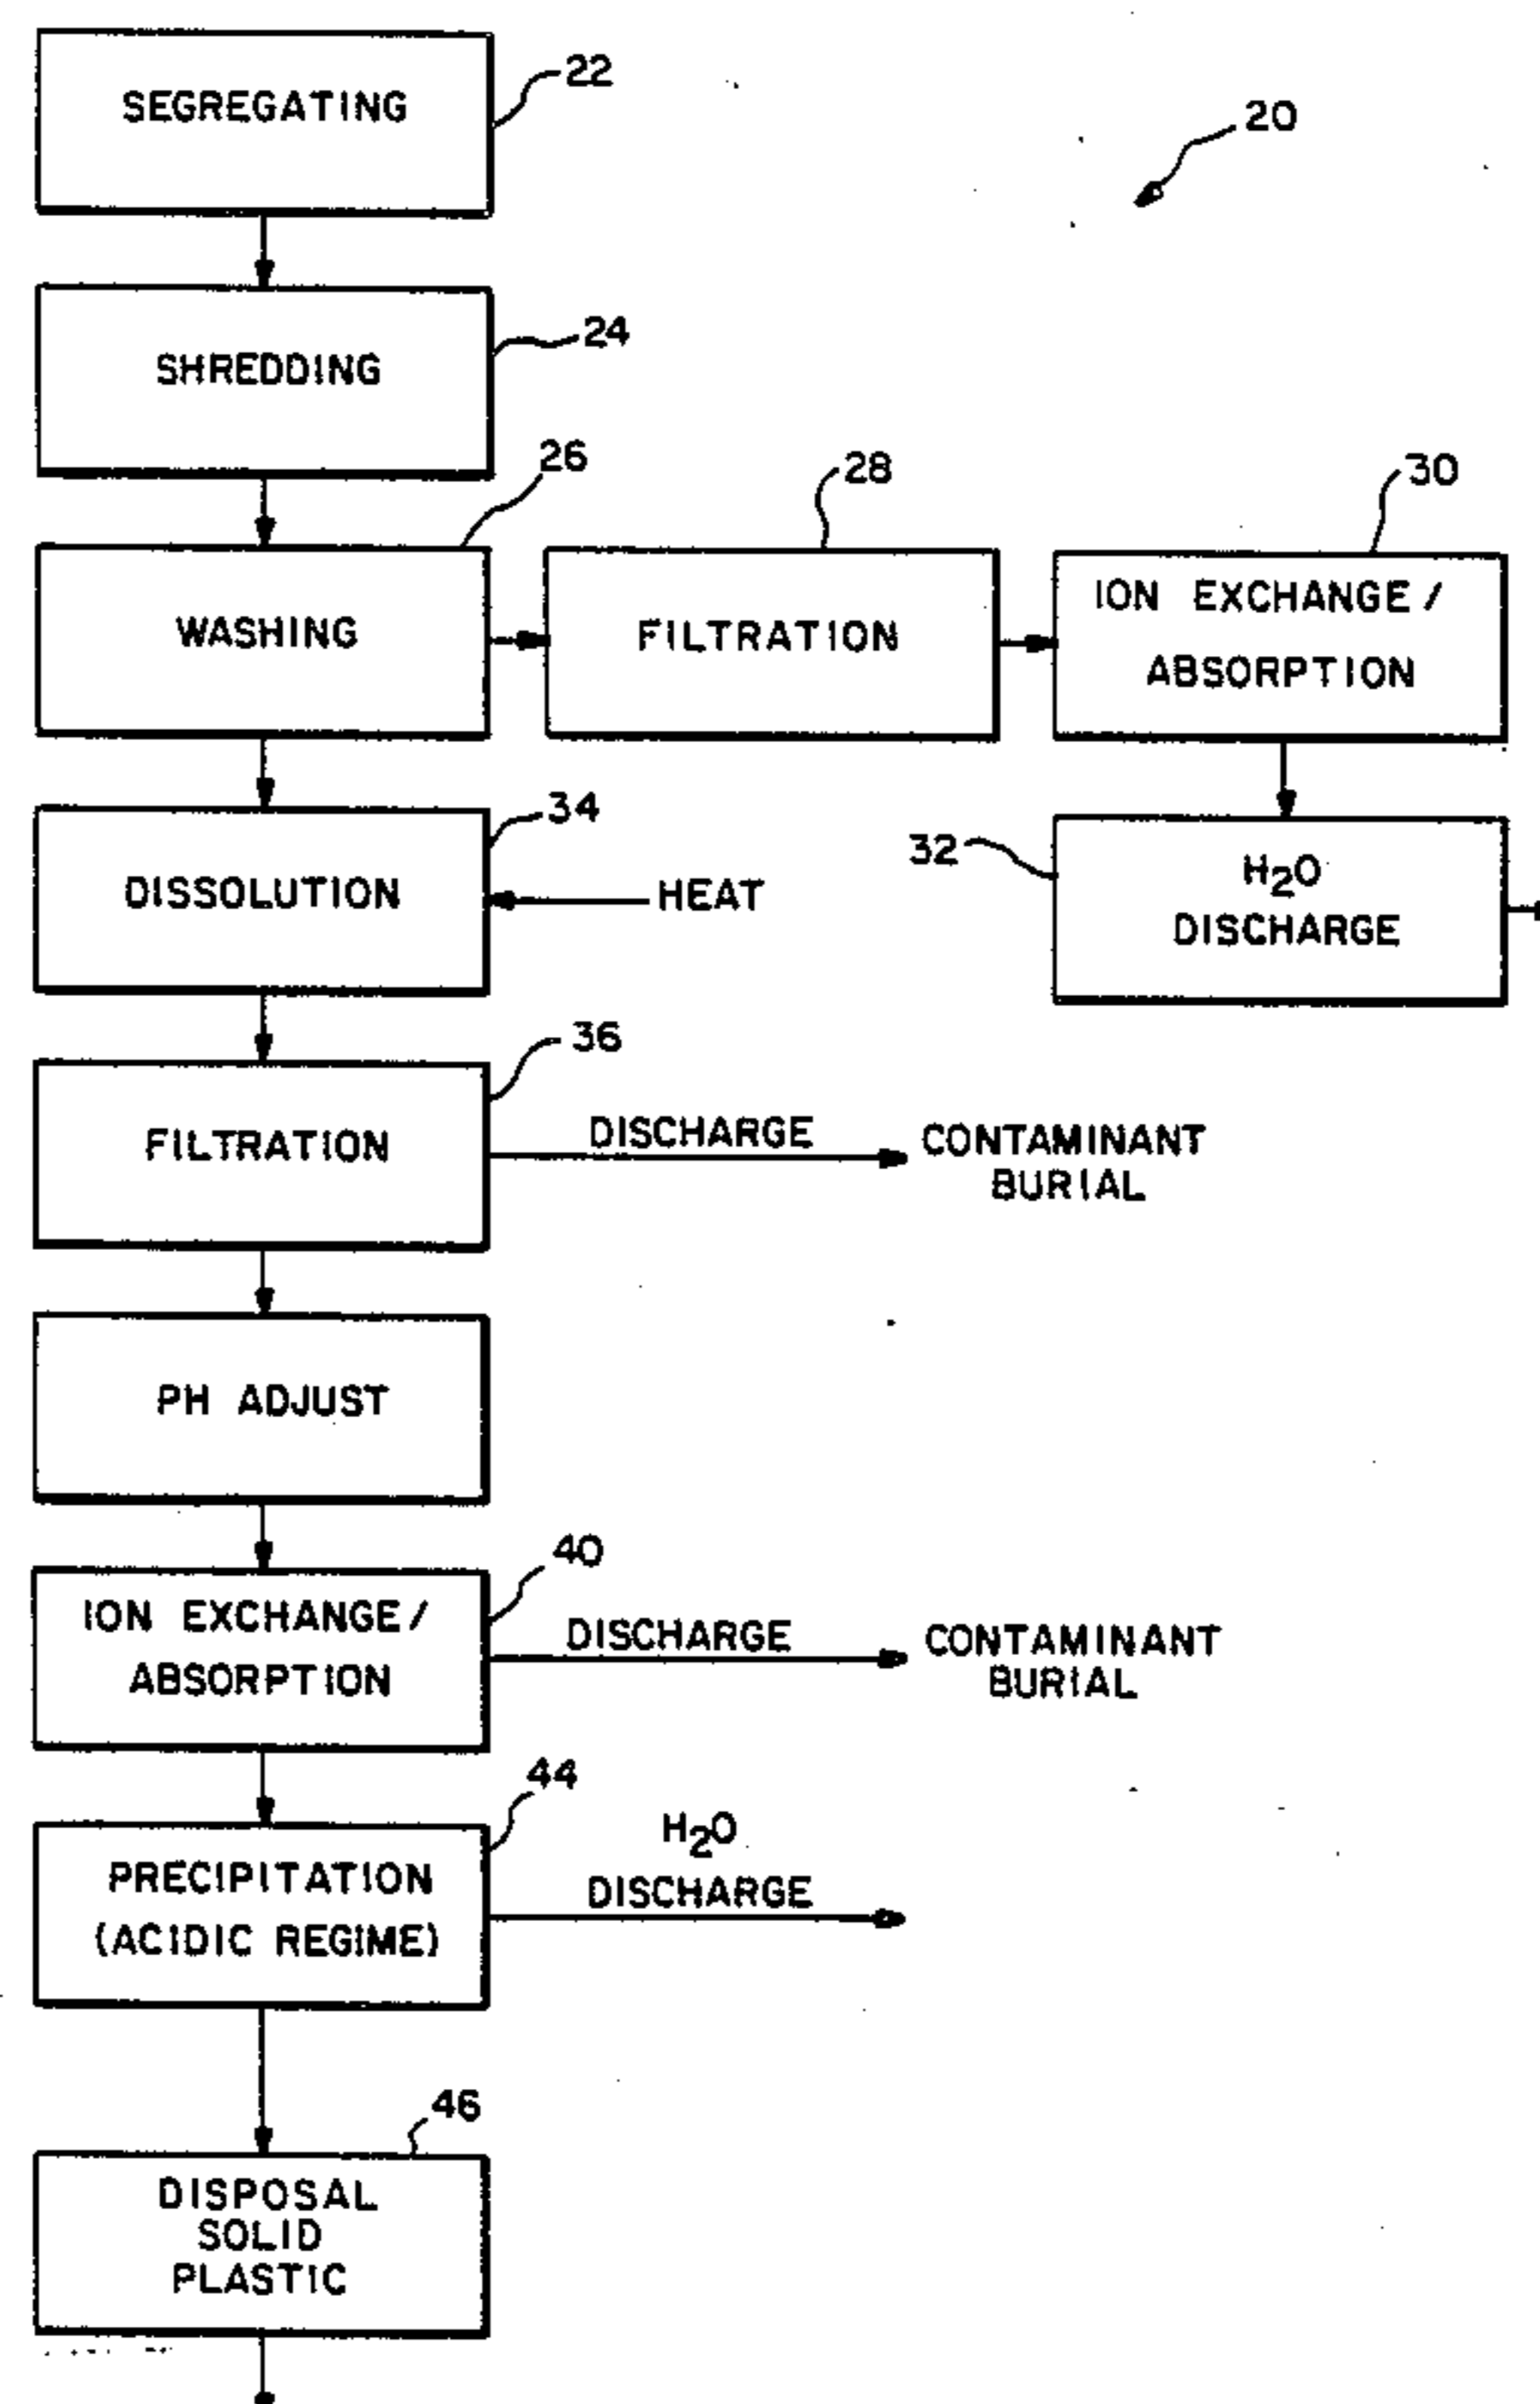 SEGREGATING
22
20
SHREDDING
24
26
28
30
WASHING
FILTRATION
ION EXCHANGE/
ABSORPTION
34
DISSOLUTION
HEAT
32
H2O
DISCHARGE
36
FILTRATION
DISCHARGE
CONTAMINANT
BURIAL
PH ADJUST
40
ION EXCHANGE/
ABSORPTION
DISCHARGE
CONTAMINANT
BURIAL
44
PRECIPITATION
(ACIDIC REGIME)
H2O
DISCHARGE
46
DISPOSAL
SOLID
PLASTIC